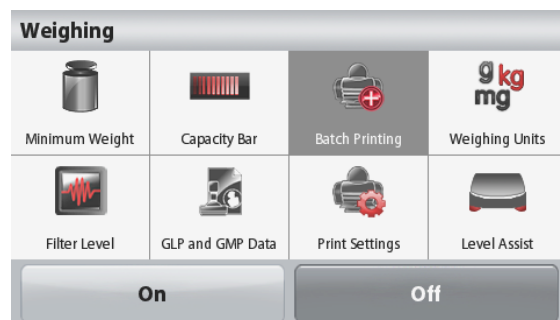 Weighing
g kg
mg
Minimum Weight
Capacity Bar
Batch Printing
Weighing Units
Filter Level
GLP and GMP Data
Print Settings
Level Assist
On
Off